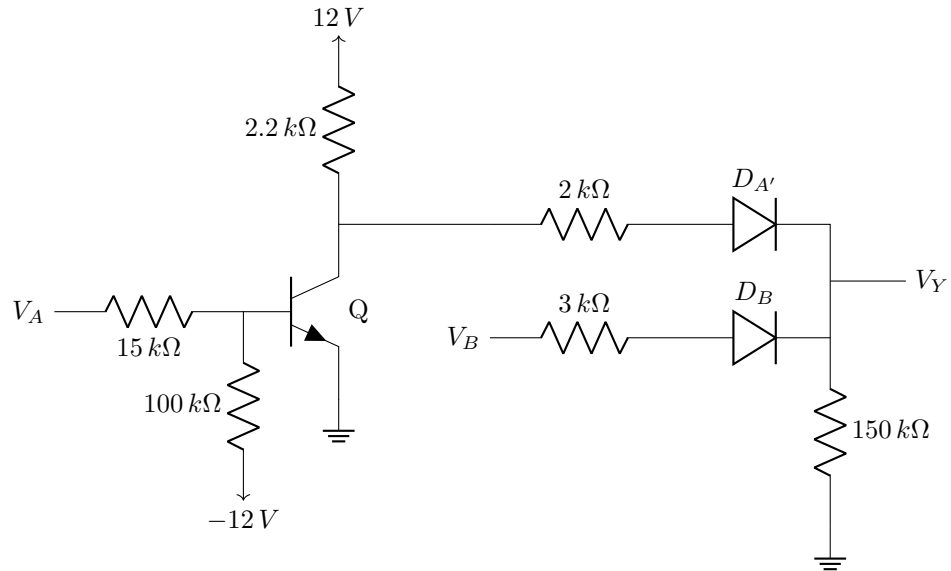 12 V
2.2 kΩ
2 kΩ
D_{A'}
V_Y
V_A
15 kΩ
Q
V_B
3 kΩ
D_B
100 kΩ
150 kΩ
−12 V